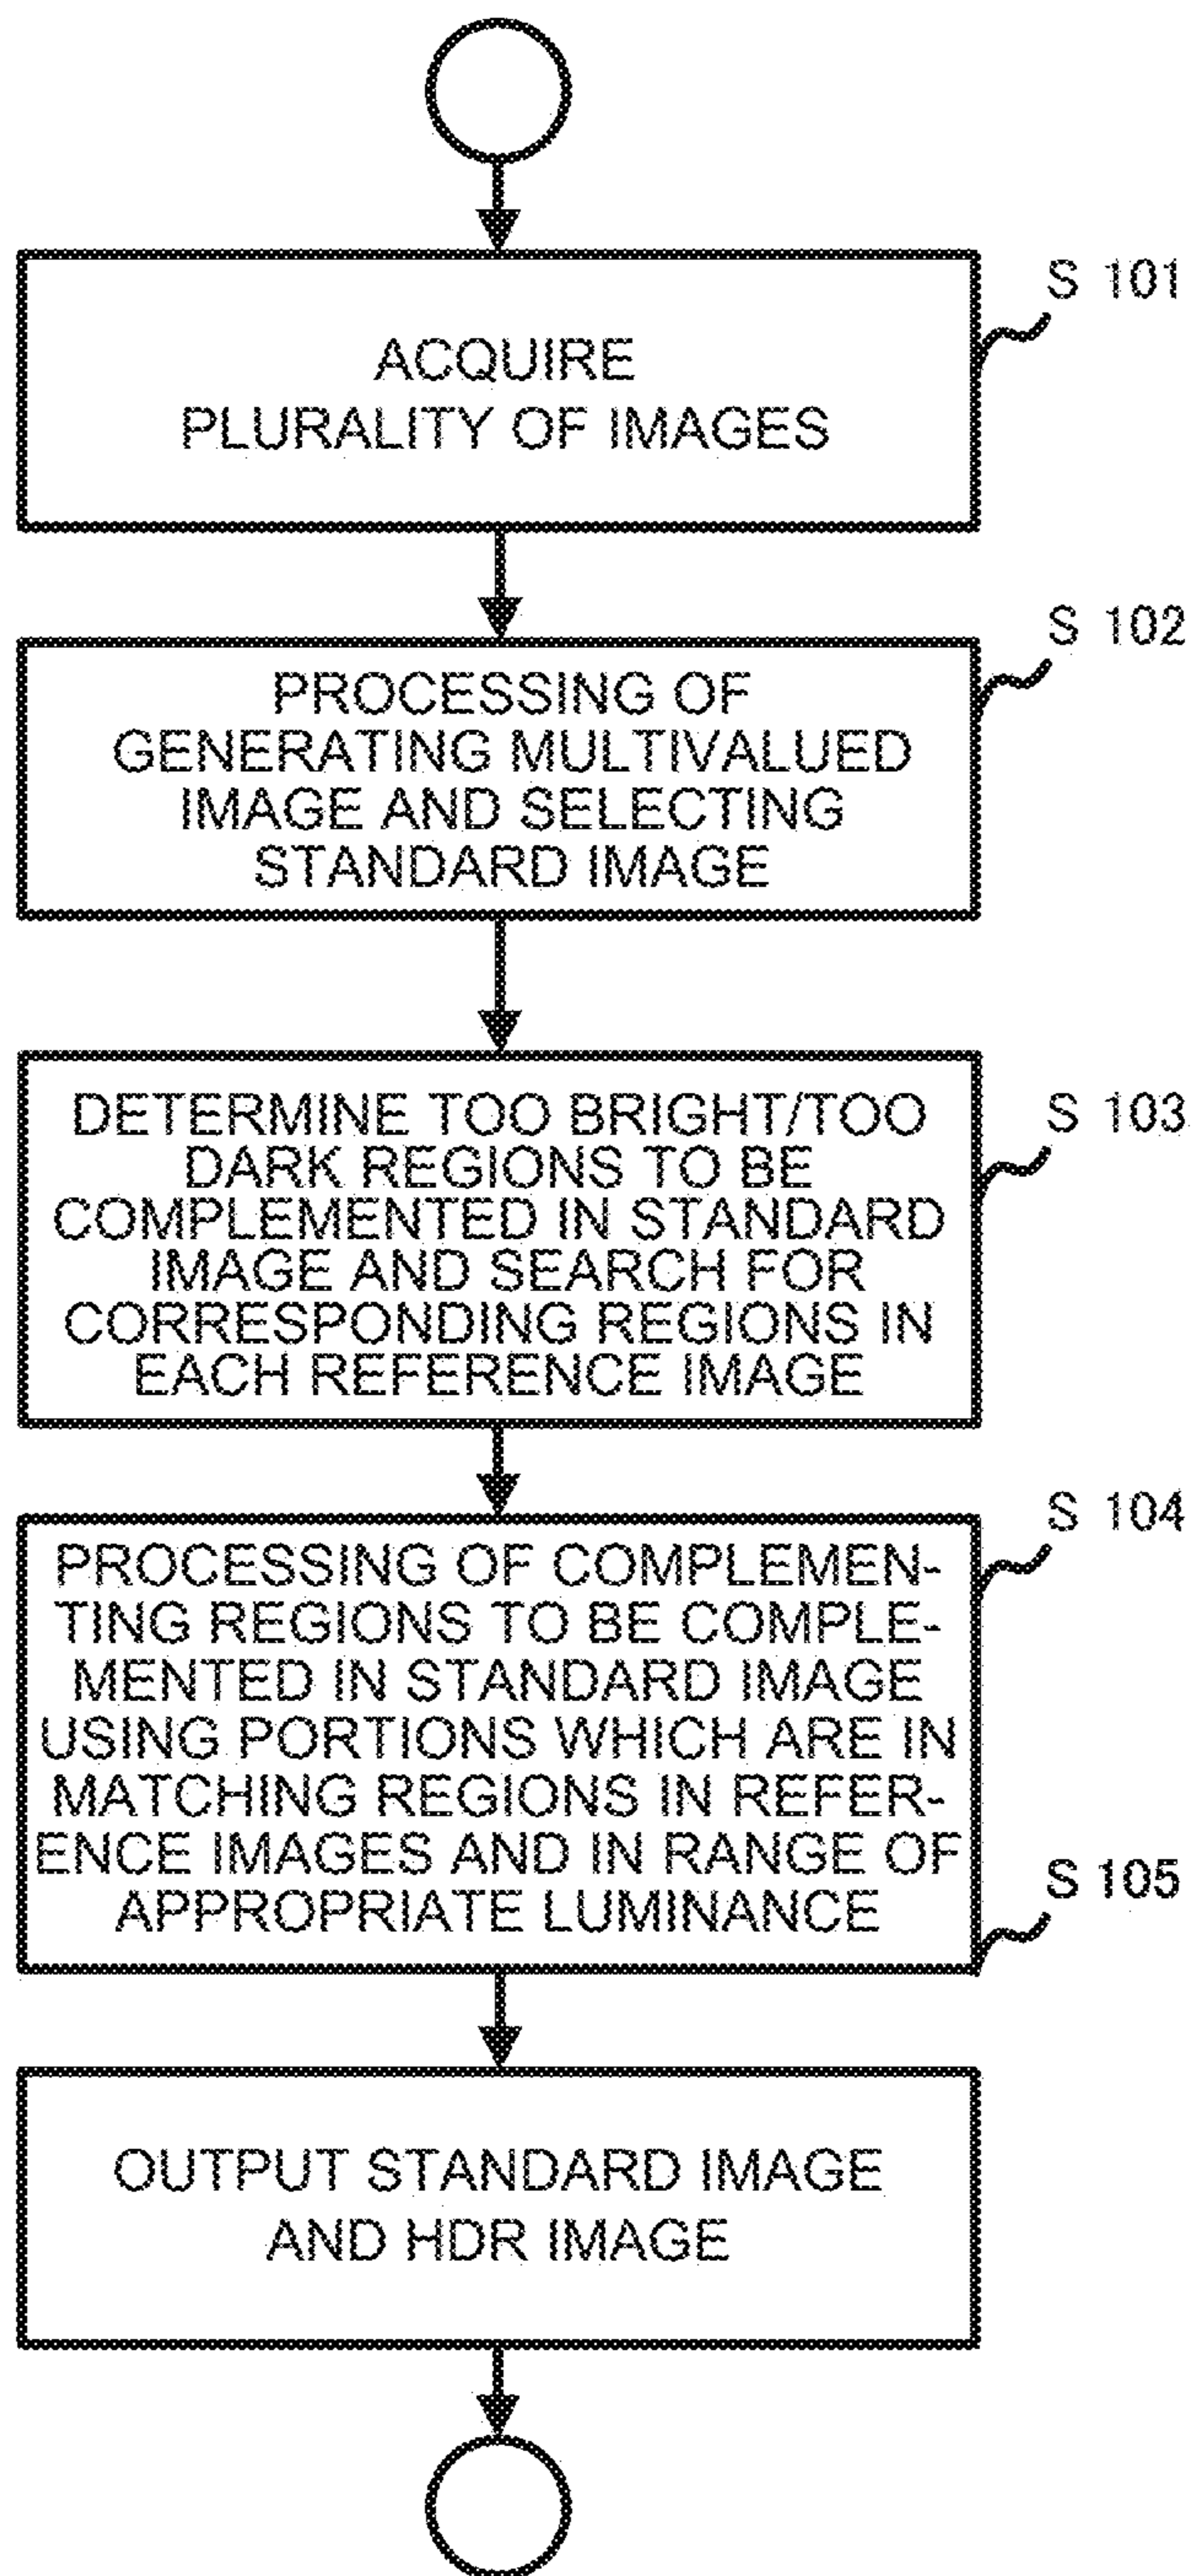 S 101
ACQUIRE
PLURALITY OF IMAGES
S 102
PROCESSING OF
GENERATING MULTIVALUED
IMAGE AND SELECTING
STANDARD IMAGE
S 103
DETERMINE TOO BRIGHT/TOO
DARK REGIONS TO BE
COMPLEMENTED IN STANDARD
IMAGE AND SEARCH FOR
CORRESPONDING REGIONS IN
EACH REFERENCE IMAGE
S 104
PROCESSING OF COMPLEMEN-
TING REGIONS TO BE COMPLE-
MENTED IN STANDARD IMAGE
USING PORTIONS WHICH ARE IN
MATCHING REGIONS IN REFER-
ENCE IMAGES AND IN RANGE OF
APPROPRIATE LUMINANCE
S 105
OUTPUT STANDARD IMAGE
AND HDR IMAGE